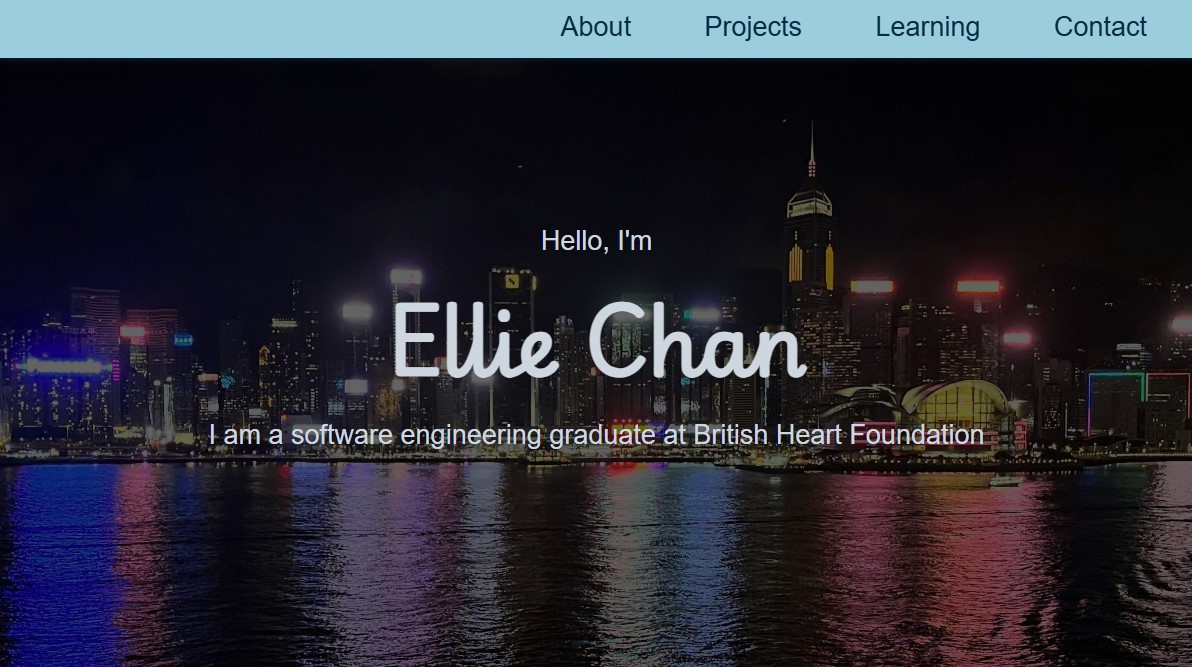 About Projects Learning Contact
Hello, I'm
Ellie Chan
I am a software engineering graduate at British Heart Foundation